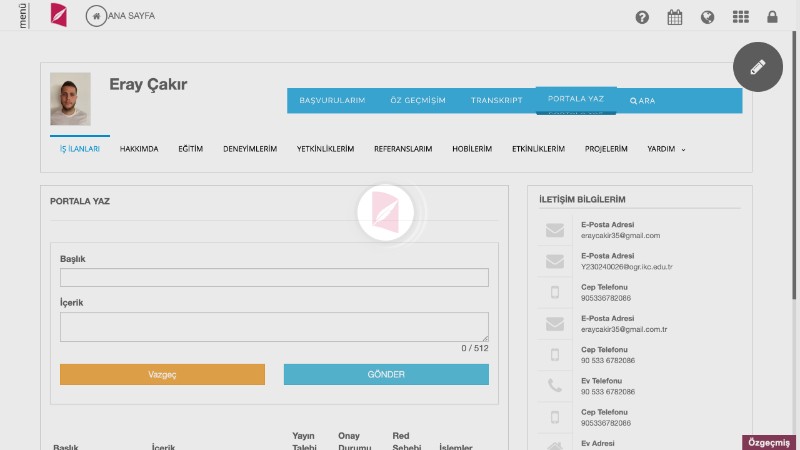 menü
ANA SAYFA
Eray Çakır
BAŞVURULARIM ÖZ GEÇMİŞİM TRANSKRIPT PORTALA YAZ ARA
İŞ İLANLARI HAKKIMDA EĞİTİM DENEYİMLERİM YETKİNLİKLERİM REFERANSLARIM HOBİLERİM ETKİNLİKLERİM PROJELERİM YARDIM
PORTALA YAZ
Başlık
İçerik
0 / 512
Vazgeç GÖNDER
Başlık İçerik Yayın Talebi Onay Durumu Red Sebebi İşlemler
İLETİŞİM BİLGİLERİM
E-Posta Adresi
eraycakir35@gmail.com
E-Posta Adresi
Y230240026@ogr.ikc.edu.tr
Cep Telefonu
905336782086
E-Posta Adresi
eraycakir35@gmail.com.tr
Cep Telefonu
90 533 6782086
Ev Telefonu
90 533 6782086
Cep Telefonu
905336782086
Ev Adresi
Özgeçmiş